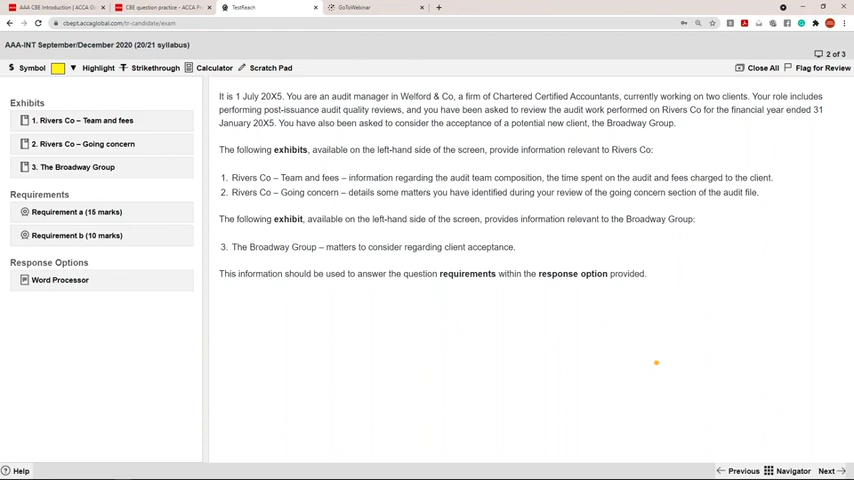 AAA CBE Introduction | ACCA Gl
CBE question practice - ACCA P
TestReach
GoToWebinar
cbept.accaglobal.com/tr-candidate/exam
AAA-INT September/December 2020 (20/21 syllabus)
2 of 3
$ Symbol
Highlight
Strikethrough
Calculator
Scratch Pad
Close All
Flag for Review
Exhibits
1. Rivers Co – Team and fees
2. Rivers Co – Going concern
3. The Broadway Group
Requirements
Requirement a (15 marks)
Requirement b (10 marks)
Response Options
Word Processor
It is 1 July 20X5. You are an audit manager in Welford & Co, a firm of Chartered Certified Accountants, currently working on two clients. Your role includes
performing post-issuance audit quality reviews, and you have been asked to review the audit work performed on Rivers Co for the financial year ended 31
January 20X5. You have also been asked to consider the acceptance of a potential new client, the Broadway Group.
The following exhibits, available on the left-hand side of the screen, provide information relevant to Rivers Co:
1. Rivers Co – Team and fees – information regarding the audit team composition, the time spent on the audit and fees charged to the client.
2. Rivers Co – Going concern – details some matters you have identified during your review of the going concern section of the audit file.
The following exhibit, available on the left-hand side of the screen, provides information relevant to the Broadway Group:
3. The Broadway Group – matters to consider regarding client acceptance.
This information should be used to answer the question requirements within the response option provided.
Help
Previous
Navigator
Next